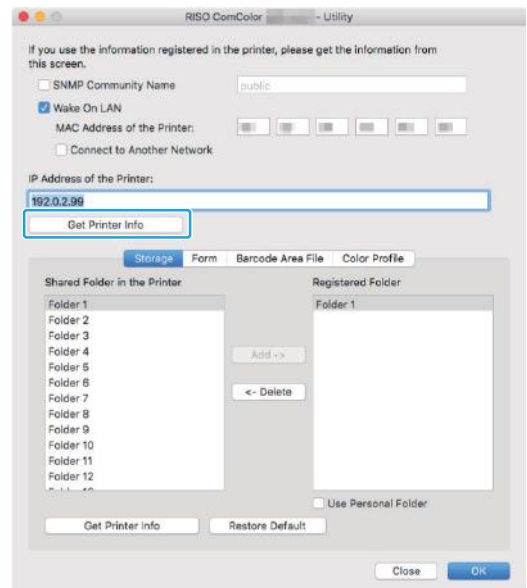 RISO ComColor - Utility
If you use the information registered in the printer, please get the information from
this screen.
SNMP Community Name
public
Wake On LAN
MAC Address of the Printer:
Connect to Another Network
IP Address of the Printer:
192.0.2.99
Get Printer Info
Storage Form Barcode Area File Color Profile
Shared Folder in the Printer Registered Folder
Folder 1 Folder 1
Folder 2
Folder 3
Folder 4
Folder 5
Folder 6
Folder 7
Folder 8
Folder 9
Folder 10
Folder 11
Folder 12
Add ->
<- Delete
Use Personal Folder
Get Printer Info Restore Default
Close OK